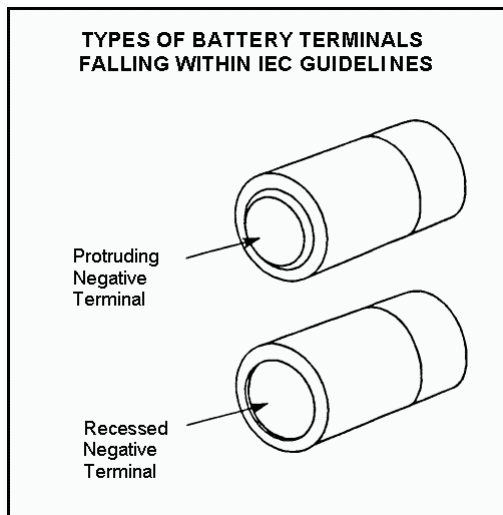 TYPES OF BATTERY TERMINALS
FALLING WITHIN IEC GUIDELINES
Protruding
Negative
Terminal
Recessed
Negative
Terminal